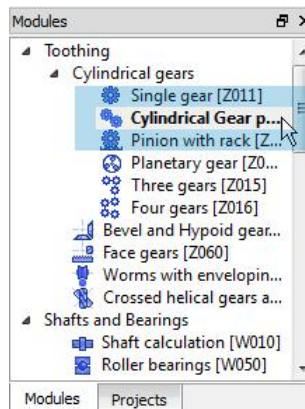 Modules
Toothing
Cylindrical gears
Single gear [Z011]
Cylindrical Gear p...
Pinion with rack [Z...
Planetary gear [Z0...
Three gears [Z015]
Four gears [Z016]
Bevel and Hypoid gear...
Face gears [Z060]
Worms with envelopin...
Crossed helical gears a...
Shafts and Bearings
Shaft calculation [W010]
Roller bearings [W050]
Modules Projects